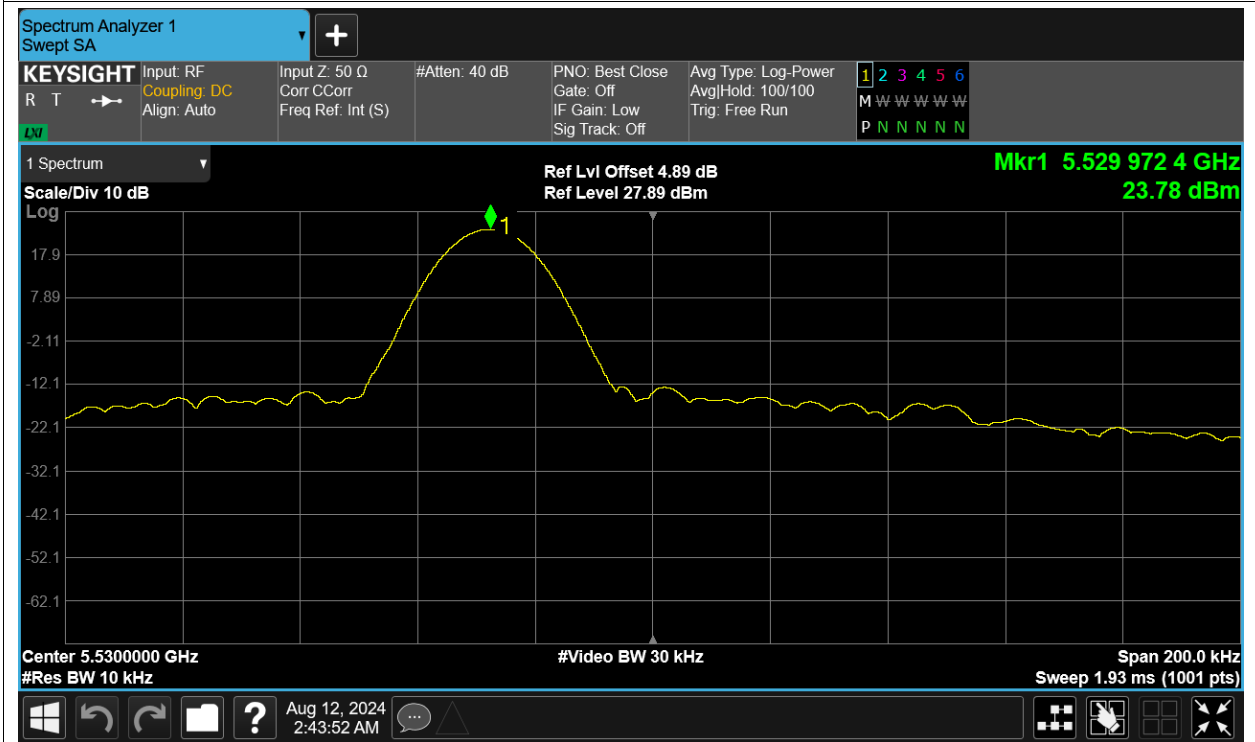 Spectrum Analyzer 1
Swept SA
+
KEYSIGHT
R T
LXI
Input: RF
Coupling: DC
Align: Auto
Input Z: 50 Ω
Corr CCorr
Freq Ref: Int (S)
#Atten: 40 dB
PNO: Best Close
Gate: Off
IF Gain: Low
Sig Track: Off
Avg Type: Log-Power
Avg|Hold: 100/100
Trig: Free Run
1 2 3 4 5 6
M W W W W W
P N N N N N
1 Spectrum
Scale/Div 10 dB
Ref Lvl Offset 4.89 dB
Ref Level 27.89 dBm
Mkr1 5.529 972 4 GHz
23.78 dBm
Log
1
17.9
7.89
-2.11
-12.1
-22.1
-32.1
-42.1
-52.1
-62.1
Center 5.5300000 GHz
#Video BW 30 kHz
Span 200.0 kHz
#Res BW 10 kHz
Sweep 1.93 ms (1001 pts)
?
Aug 12, 2024
2:43:52 AM